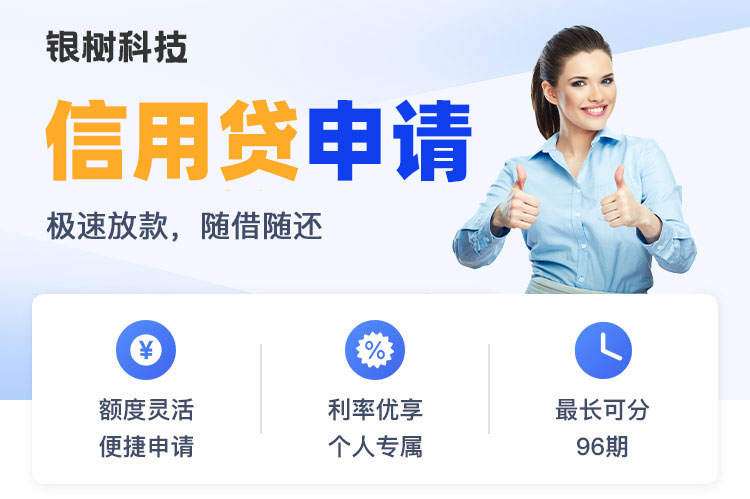 银树科技
信用贷申请
极速放款，随借随还
¥
%
额度灵活
便捷申请
利率优享
个人专属
最长可分
96期